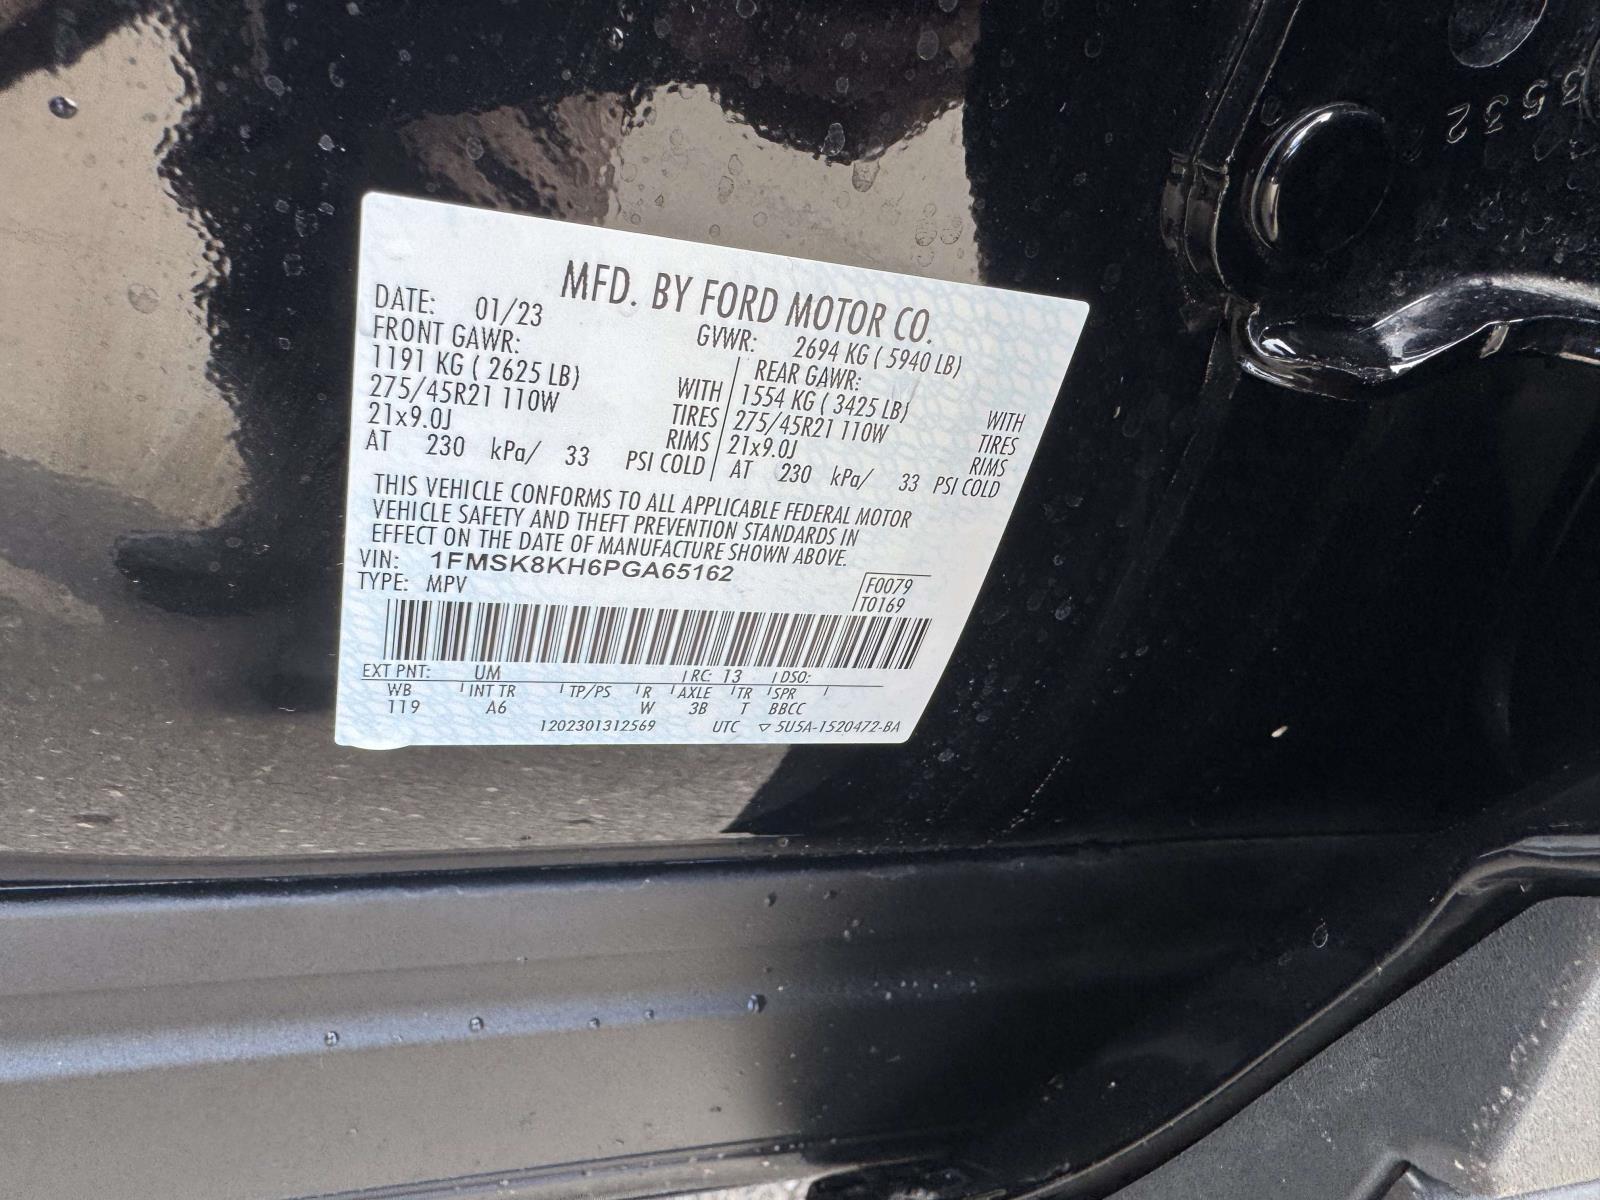 MFD. BY FORD MOTOR CO.
DATE: 01/23
GVWR: 2694 KG ( 5940 LB)
FRONT GAWR:
1191 KG ( 2625 LB) WITH
275/45R21 110W TIRES
21x9.0J RIMS
AT 230 kPa/ 33 PSI COLD
REAR GAWR:
1554 KG ( 3425 LB) WITH
275/45R21 110W TIRES
21x9.0J RIMS
AT 230 kPa/ 33 PSI COLD
THIS VEHICLE CONFORMS TO ALL APPLICABLE FEDERAL MOTOR
VEHICLE SAFETY AND THEFT PREVENTION STANDARDS IN
EFFECT ON THE DATE OF MANUFACTURE SHOWN ABOVE.
VIN: 1FMSK8KH6PGA65162
TYPE: MPV
F0079
T0169
EXT PNT: UM RC: 13 DSO:
WB INT TR TP/PS R AXLE TR SPR
119 A6 W 3B T BBCC
1202301312569 UTC ▽ 5U5A-1520472-BA
3532